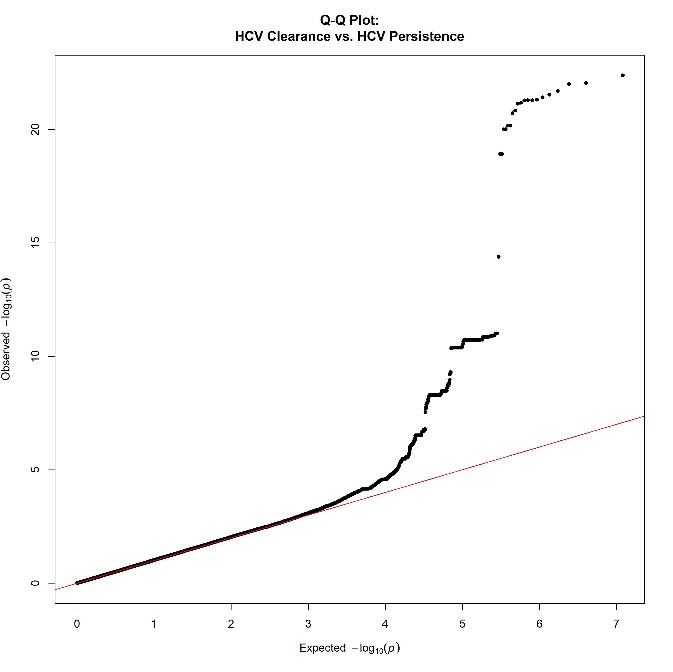 Q-Q Plot:
HCV Clearance vs. HCV Persistence
Observed −log₁₀(p)
20
15
10
5
0
0 1 2 3 4 5 6 7
Expected −log₁₀(p)